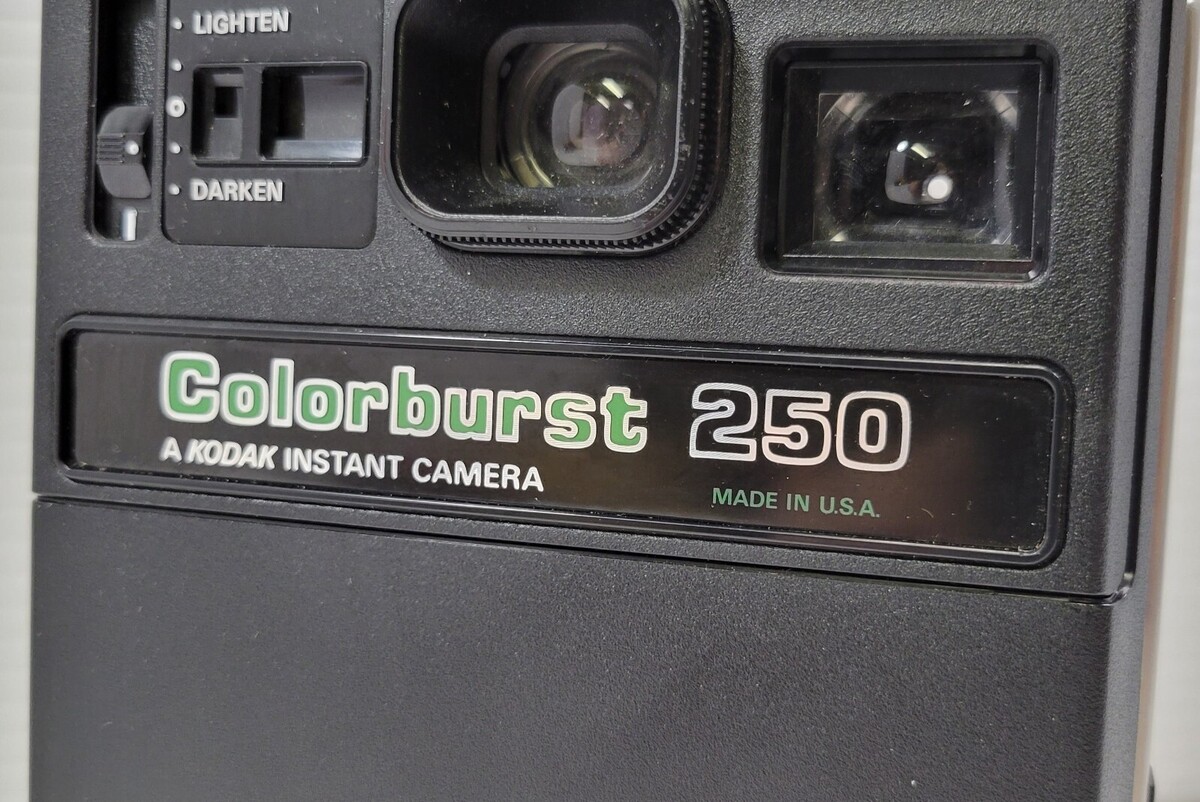 LIGHTEN
DARKEN
Colorburst 250
A KODAK INSTANT CAMERA
MADE IN U.S.A.